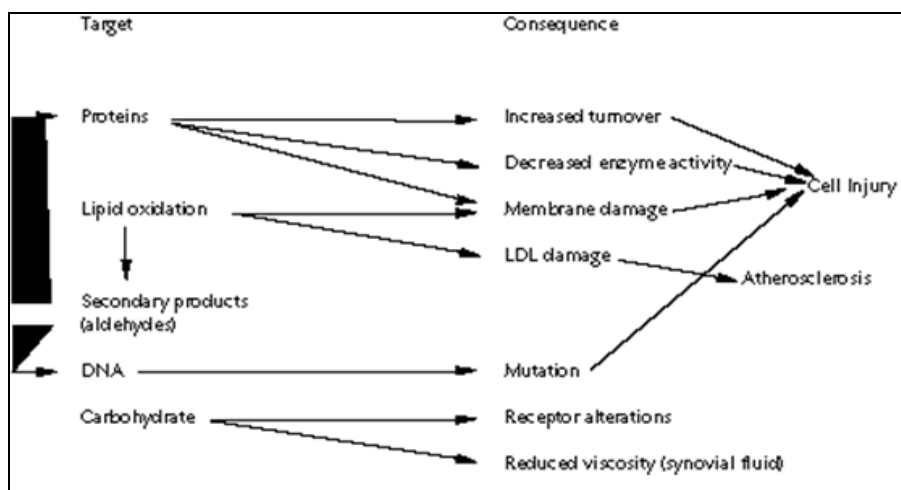 Target Consequence
Proteins Increased turnover
Decreased enzyme activity
Cell Injury
Lipid oxidation Membrane damage
LDL damage
Atherosclerosis
Secondary products
(aldehydes)
DNA Mutation
Carbohydrate Receptor alterations
Reduced viscosity (synovial fluid)